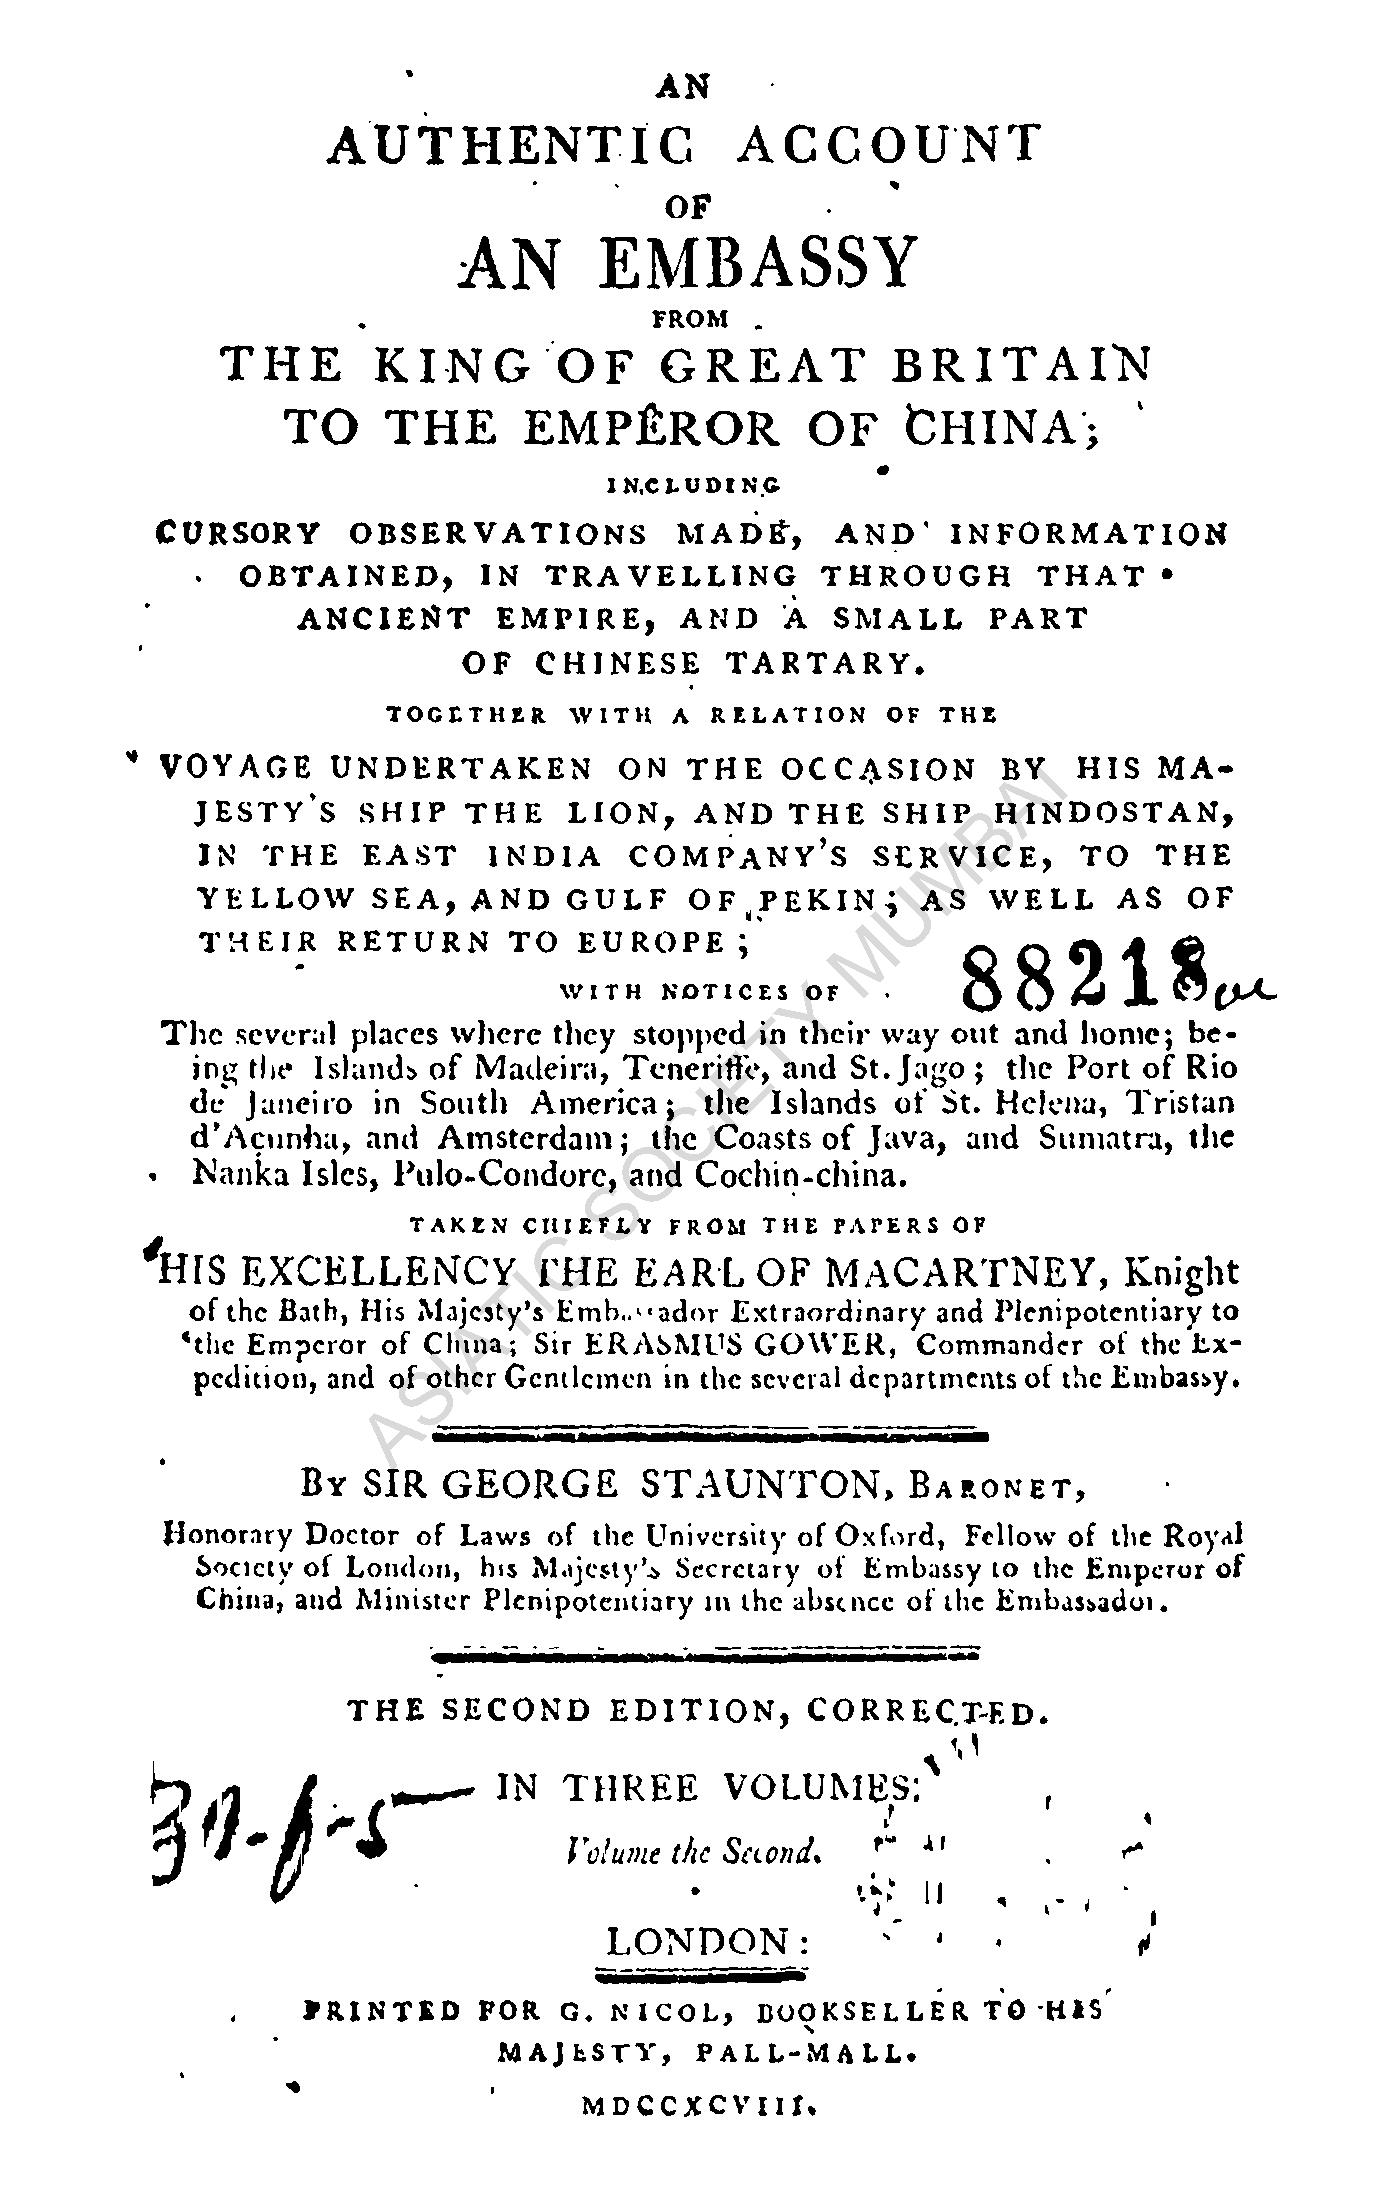 AN
AUTHENTIC ACCOUNT
OF
AN EMBASSY
FROM
THE KING OF GREAT BRITAIN
TO THE EMPEROR OF CHINA;
INCLUDING
CURSORY OBSERVATIONS MADE, AND INFORMATION
OBTAINED, IN TRAVELLING THROUGH THAT
ANCIENT EMPIRE, AND A SMALL PART
OF CHINESE TARTARY.
TOGETHER WITH A RELATION OF THE
VOYAGE UNDERTAKEN ON THE OCCASION BY HIS MA-
JESTY'S SHIP THE LION, AND THE SHIP HINDOSTAN,
IN THE EAST INDIA COMPANY'S SERVICE, TO THE
YELLOW SEA, AND GULF OF PEKIN; AS WELL AS OF
THEIR RETURN TO EUROPE;
WITH NOTICES OF
The several places where they stopped in their way out and home; be-
ing the Islands of Madeira, Teneriffe, and St. Jago; the Port of Rio
de Janeiro in South America; the Islands of St. Helena, Tristan
d'Acunha, and Amsterdam; the Coasts of Java, and Sumatra, the
Nanka Isles, Pulo-Condore, and Cochin-china.
TAKEN CHIEFLY FROM THE PAPERS OF
HIS EXCELLENCY THE EARL OF MACARTNEY, Knight
of the Bath, His Majesty's Embassador Extraordinary and Plenipotentiary to
the Emperor of China; Sir ERASMUS GOWER, Commander of the Ex-
pedition, and of other Gentlemen in the several departments of the Embassy.
BY SIR GEORGE STAUNTON, BARONET,
Honorary Doctor of Laws of the University of Oxford, Fellow of the Royal
Society of London, his Majesty's Secretary of Embassy to the Emperor of
China, and Minister Plenipotentiary in the absence of the Embassador.
THE SECOND EDITION, CORRECTED.
IN THREE VOLUMES:
Volume the Second.
LONDON:
PRINTED FOR G. NICOL, BOOKSELLER TO HIS
MAJESTY, PALL-MALL.
MDCCXCVIII.
ASIATIC SOCIETY MUMBAI